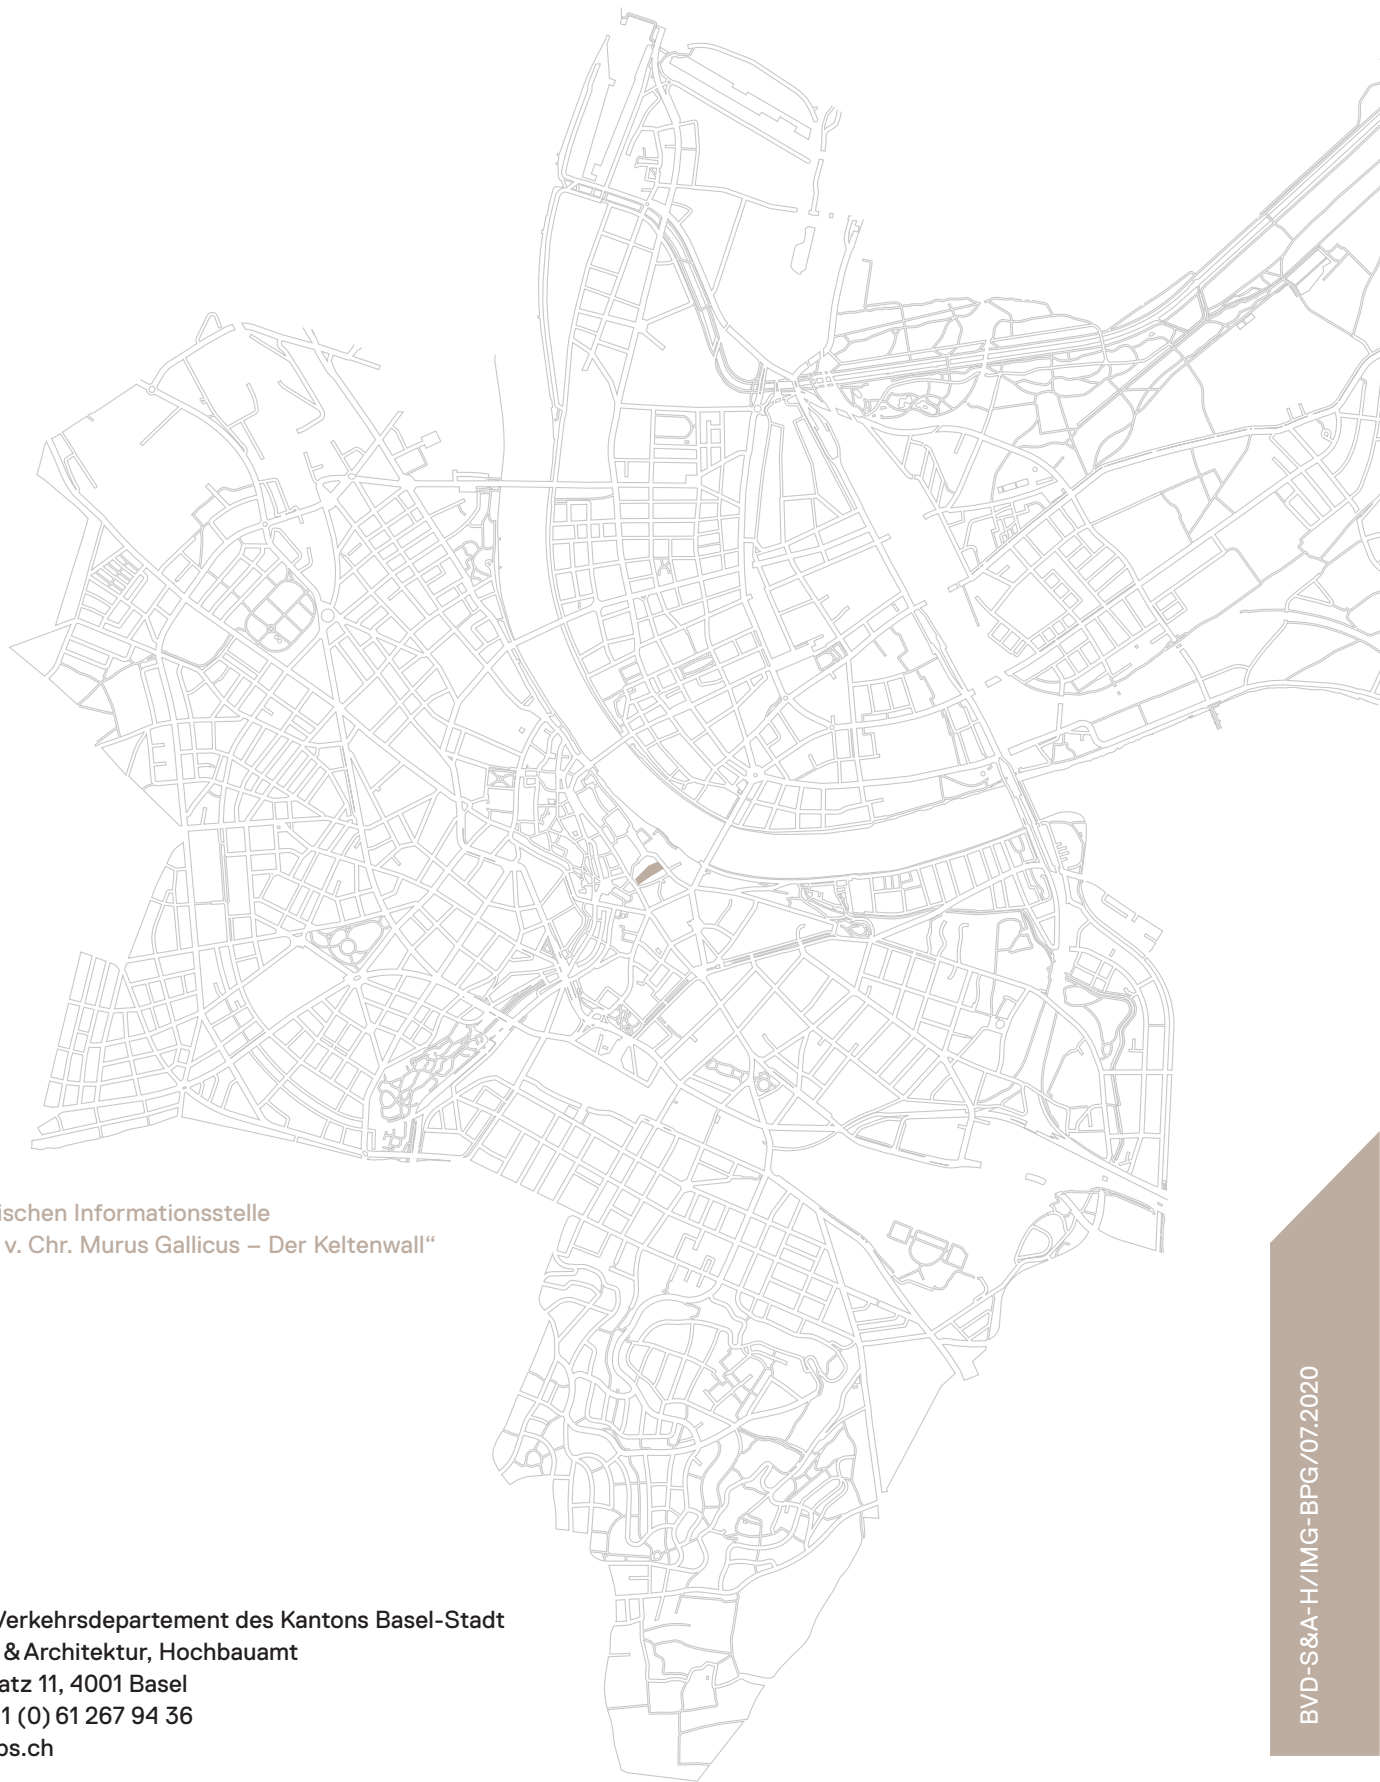 ischen Informationsstelle
v. Chr. Murus Gallicus – Der Keltenwall“
Verkehrsdepartement des Kantons Basel-Stadt
& Architektur, Hochbauamt
atz 11, 4001 Basel
1 (0) 61 267 94 36
bs.ch
BVD-S&A-H/IMG-BPG/07.2020